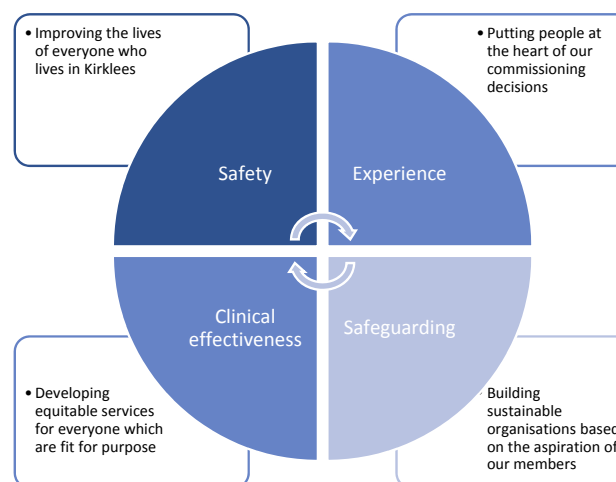 • Improving the lives
of everyone who
lives in Kirklees
• Putting people at
the heart of our
commissioning
decisions
Safety
Experience
Clinical
effectiveness
Safeguarding
• Developing
equitable services
for everyone which
are fit for purpose
• Building
sustainable
organisations based
on the aspiration of
our members